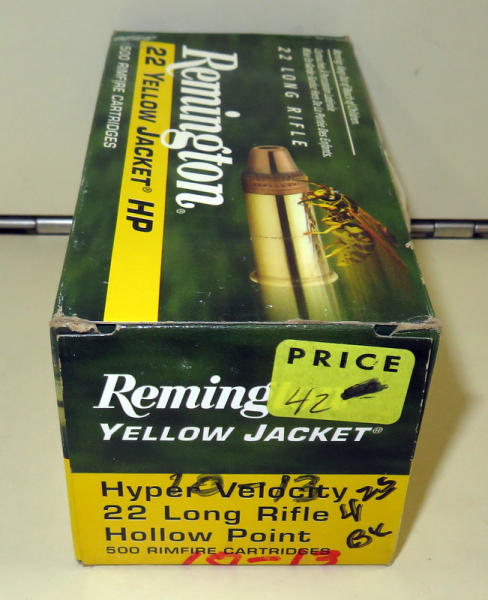 Remington
22 YELLOW JACKET® HP
500 RIMFIRE CARTRIDGES
22 LONG RIFLE
PRICE
42
Remin
YELLOW JACKET®
10-13
Hyper Velocity
22 Long Rifle
Hollow Point
500 RIMFIRE CARTRIDGES
10-13